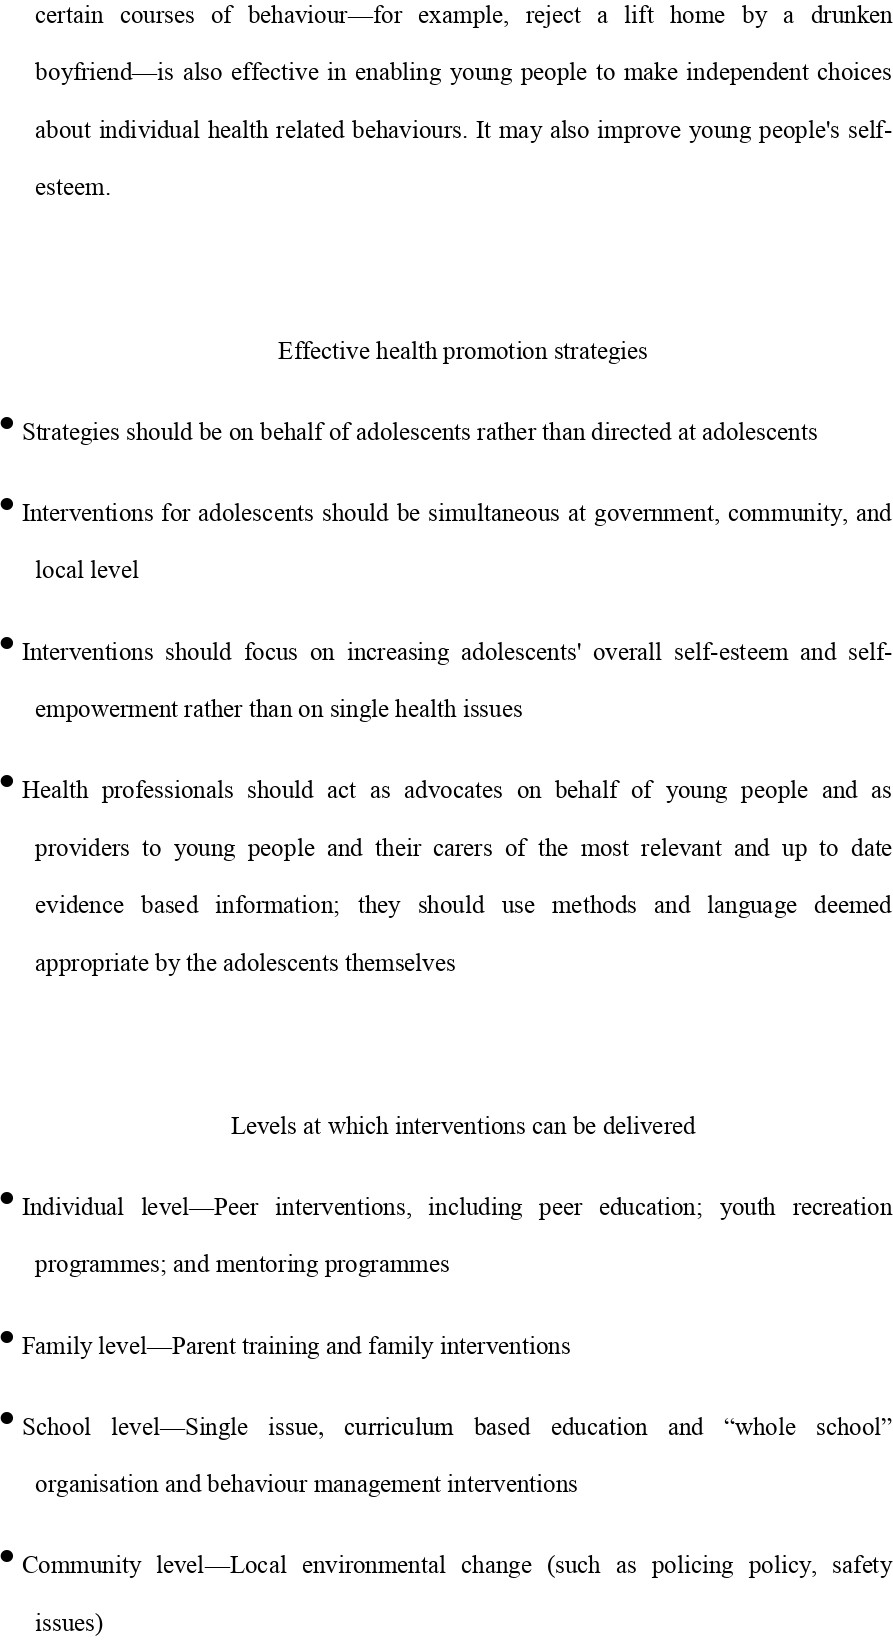 certain courses of behaviour—for example, reject a lift home by a drunken
boyfriend—is also effective in enabling young people to make independent choices
about individual health related behaviours. It may also improve young people's self-
esteem.
Effective health promotion strategies
• Strategies should be on behalf of adolescents rather than directed at adolescents
• Interventions for adolescents should be simultaneous at government, community, and
local level
• Interventions should focus on increasing adolescents' overall self-esteem and self-
empowerment rather than on single health issues
• Health professionals should act as advocates on behalf of young people and as
providers to young people and their carers of the most relevant and up to date
evidence based information; they should use methods and language deemed
appropriate by the adolescents themselves
Levels at which interventions can be delivered
• Individual level—Peer interventions, including peer education; youth recreation
programmes; and mentoring programmes
• Family level—Parent training and family interventions
• School level—Single issue, curriculum based education and “whole school”
organisation and behaviour management interventions
• Community level—Local environmental change (such as policing policy, safety
issues)